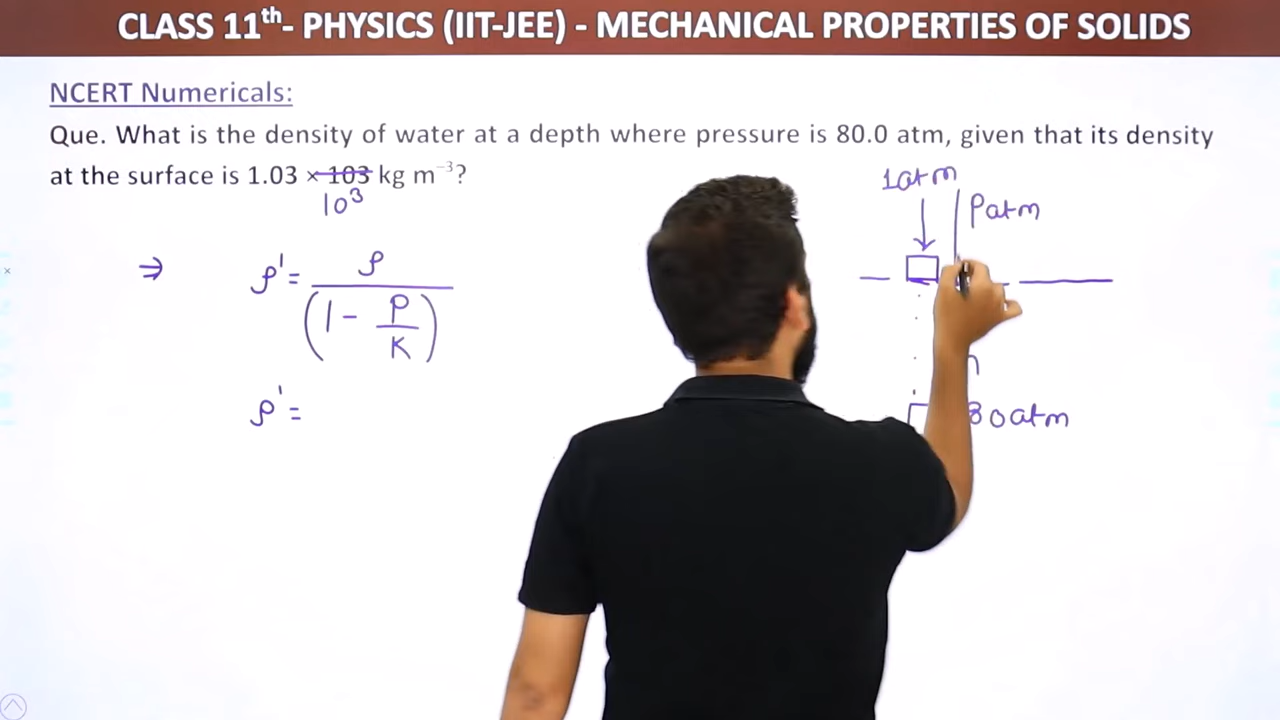 CLASS 11th- PHYSICS (IIT-JEE) - MECHANICAL PROPERTIES OF SOLIDS
NCERT Numericals:
Que. What is the density of water at a depth where pressure is 80.0 atm, given that its density
at the surface is 1.03 × 103 kg m⁻³?
10³
1atm
Patm
⇒ ρ' = ρ / (1 - P/K)
80atm
ρ' =